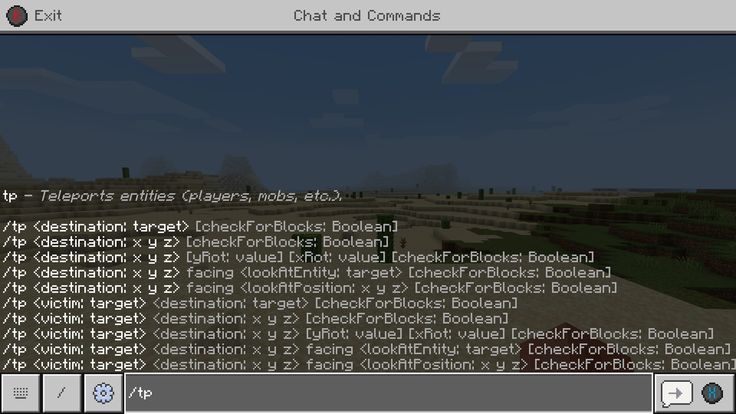 Exit
Chat and Commands
tp - Teleports entities (players, mobs, etc.).
/tp <destination: target> [checkForBlocks: Boolean]
/tp <destination: x y z> [checkForBlocks: Boolean]
/tp <destination: x y z> [yRot: value] [xRot: value] [checkForBlocks: Boolean]
/tp <destination: x y z> facing <lookAtEntity: target> [checkForBlocks: Boolean]
/tp <destination: x y z> facing <lookAtPosition: x y z> [checkForBlocks: Boolean]
/tp <victim: target> <destination: target> [checkForBlocks: Boolean]
/tp <victim: target> <destination: x y z> [checkForBlocks: Boolean]
/tp <victim: target> <destination: x y z> [yRot: value] [xRot: value] [checkForBlocks: Boolean]
/tp <victim: target> <destination: x y z> facing <lookAtEntity: target> [checkForBlocks: Boolean]
/tp <victim: target> <destination: x y z> facing <lookAtPosition: x y z> [checkForBlocks: Boolean]
/ /tp X